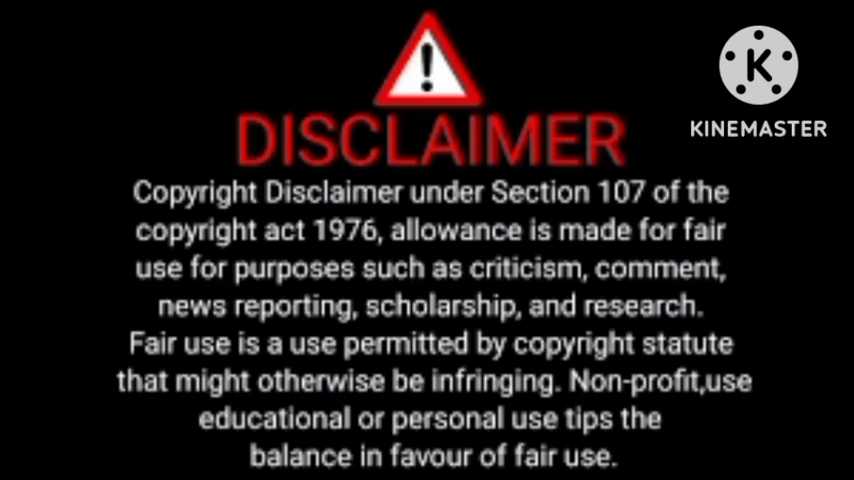 K
KINEMASTER
DISCLAIMER
Copyright Disclaimer under Section 107 of the
copyright act 1976, allowance is made for fair
use for purposes such as criticism, comment,
news reporting, scholarship, and research.
Fair use is a use permitted by copyright statute
that might otherwise be infringing. Non-profit,use
educational or personal use tips the
balance in favour of fair use.